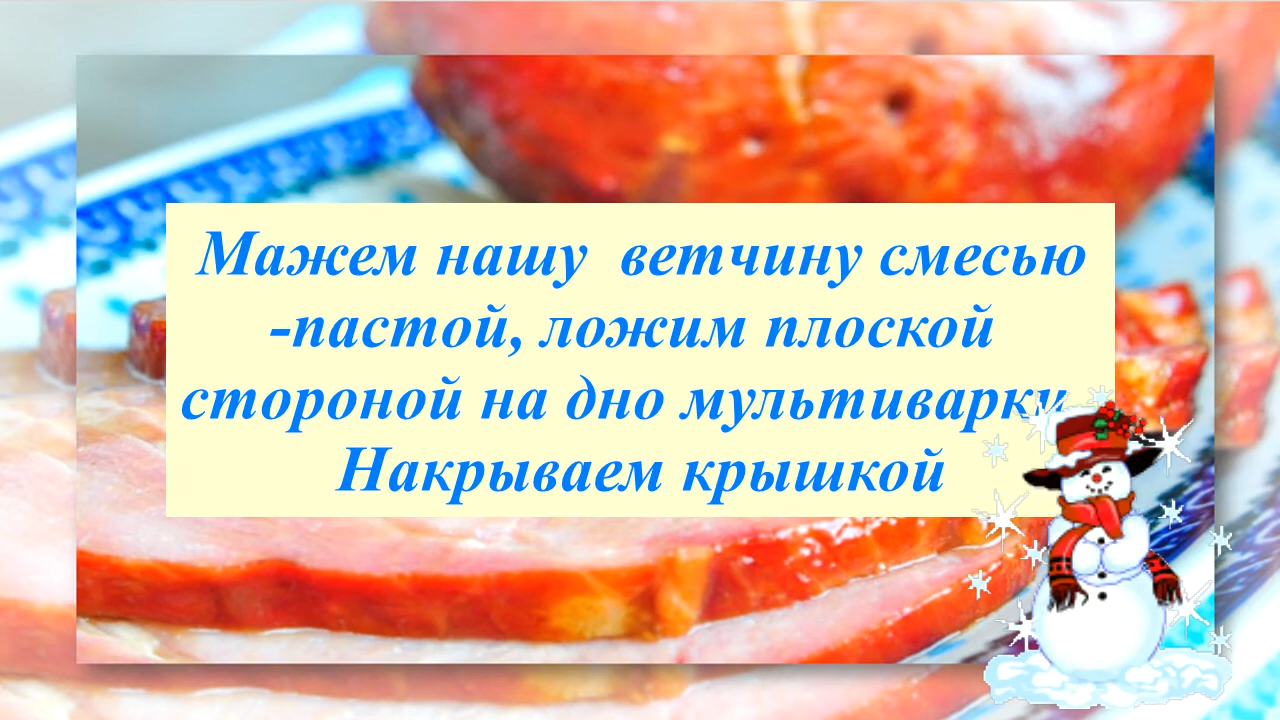 Мажем нашу ветчину смесью
-пастой, ложим плоской
стороной на дно мультиварки
Накрываем крышкой